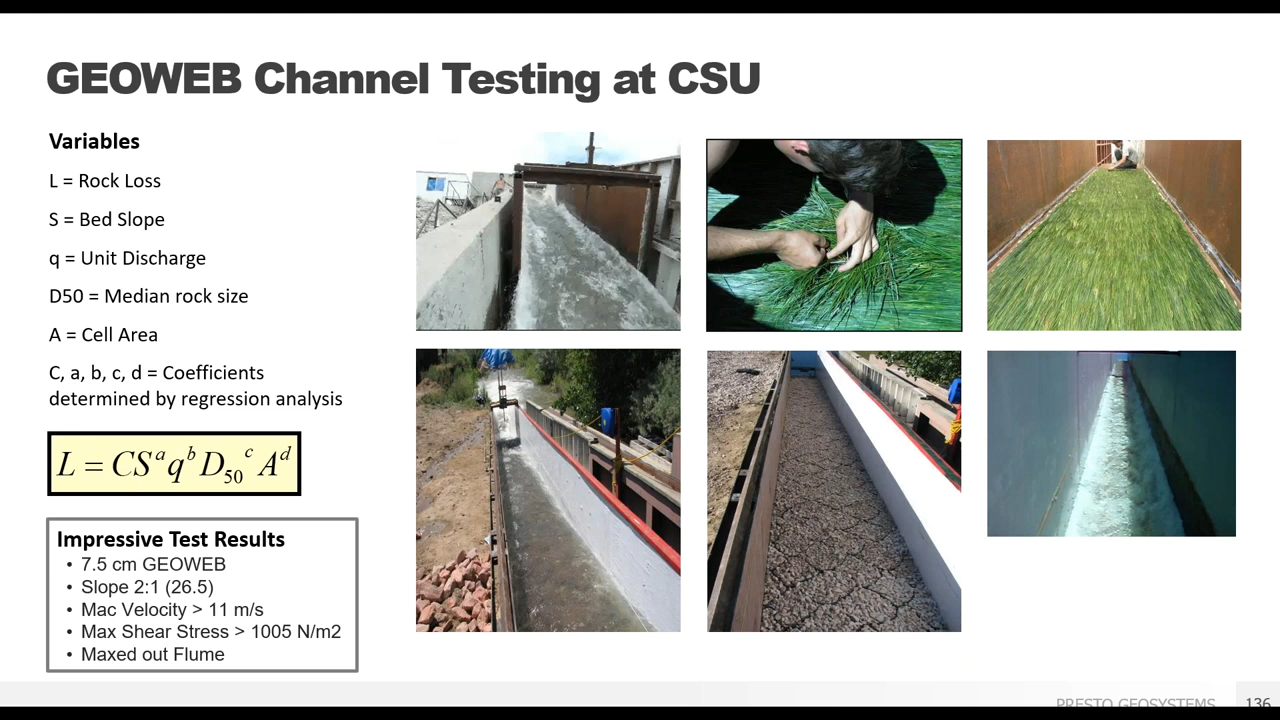 GEOWEB Channel Testing at CSU
Variables
L = Rock Loss
S = Bed Slope
q = Unit Discharge
D50 = Median rock size
A = Cell Area
C, a, b, c, d = Coefficients
determined by regression analysis
L = CS^a q^b D_50^c A^d
Impressive Test Results
• 7.5 cm GEOWEB
• Slope 2:1 (26.5)
• Mac Velocity > 11 m/s
• Max Shear Stress > 1005 N/m2
• Maxed out Flume
PRESTO GEOSYSTEMS 136